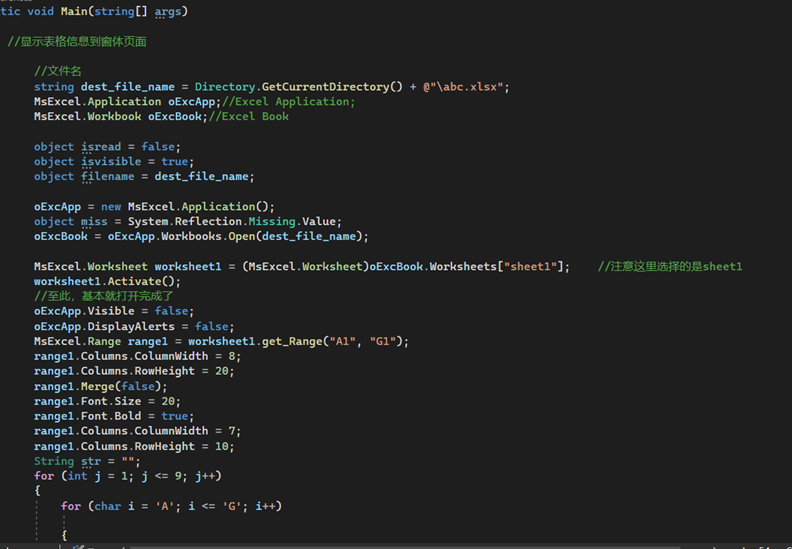 tic void Main(string[] args)
//显示表格信息到窗体页面
//文件名
string dest_file_name = Directory.GetCurrentDirectory() + @"\abc.xlsx";
MsExcel.Application oExcApp;//Excel Application;
MsExcel.Workbook oExcBook;//Excel Book
object isread = false;
object isvisible = true;
object filename = dest_file_name;
oExcApp = new MsExcel.Application();
object miss = System.Reflection.Missing.Value;
oExcBook = oExcApp.Workbooks.Open(dest_file_name);
MsExcel.Worksheet worksheet1 = (MsExcel.Worksheet)oExcBook.Worksheets["sheet1"];    //注意这里选择的是sheet1
worksheet1.Activate();
//至此，基本就打开完成了
oExcApp.Visible = false;
oExcApp.DisplayAlerts = false;
MsExcel.Range range1 = worksheet1.get_Range("A1", "G1");
range1.Columns.ColumnWidth = 8;
range1.Columns.RowHeight = 20;
range1.Merge(false);
range1.Font.Size = 20;
range1.Font.Bold = true;
range1.Columns.ColumnWidth = 7;
range1.Columns.RowHeight = 10;
String str = "";
for (int j = 1; j <= 9; j++)
{
for (char i = 'A'; i <= 'G'; i++)
{